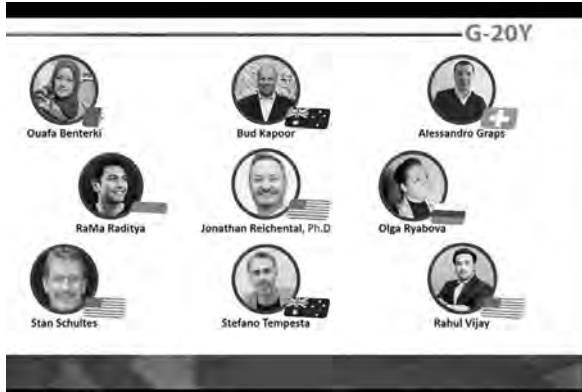 G-20Y
Ouafa Benterki
Bud Kapoor
Alessandro Graps
RaMa Raditya
Jonathan Reichental, Ph.D
Olga Ryabova
Stan Schultes
Stefano Tempesta
Rahul Vijay